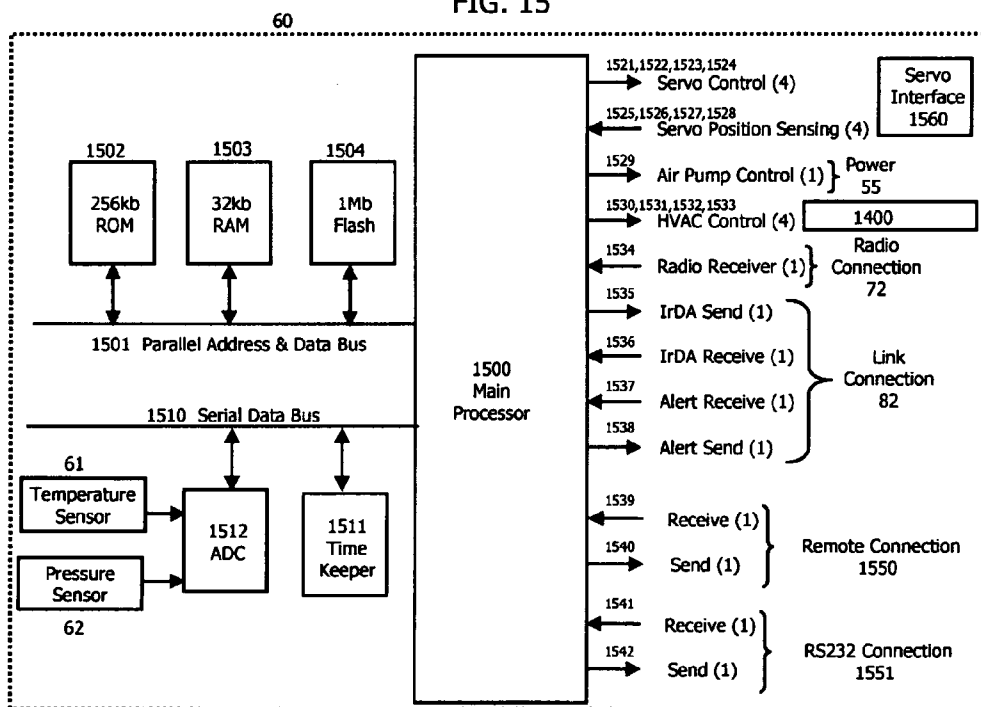 FIG. 15
60
1502
256kb
ROM
1503
32kb
RAM
1504
1Mb
Flash
1501 Parallel Address & Data Bus
1510 Serial Data Bus
61
Temperature
Sensor
Pressure
Sensor
62
1512
ADC
1511
Time
Keeper
1500
Main
Processor
1521,1522,1523,1524
Servo Control (4)
1525,1526,1527,1528
Servo Position Sensing (4)
Servo
Interface
1560
1529
Air Pump Control (1)
Power
55
1530,1531,1532,1533
HVAC Control (4)
1400
1534
Radio Receiver (1)
Radio
Connection
72
1535
IrDA Send (1)
1536
IrDA Receive (1)
1537
Alert Receive (1)
1538
Alert Send (1)
Link
Connection
82
1539
Receive (1)
1540
Send (1)
Remote Connection
1550
1541
Receive (1)
1542
Send (1)
RS232 Connection
1551